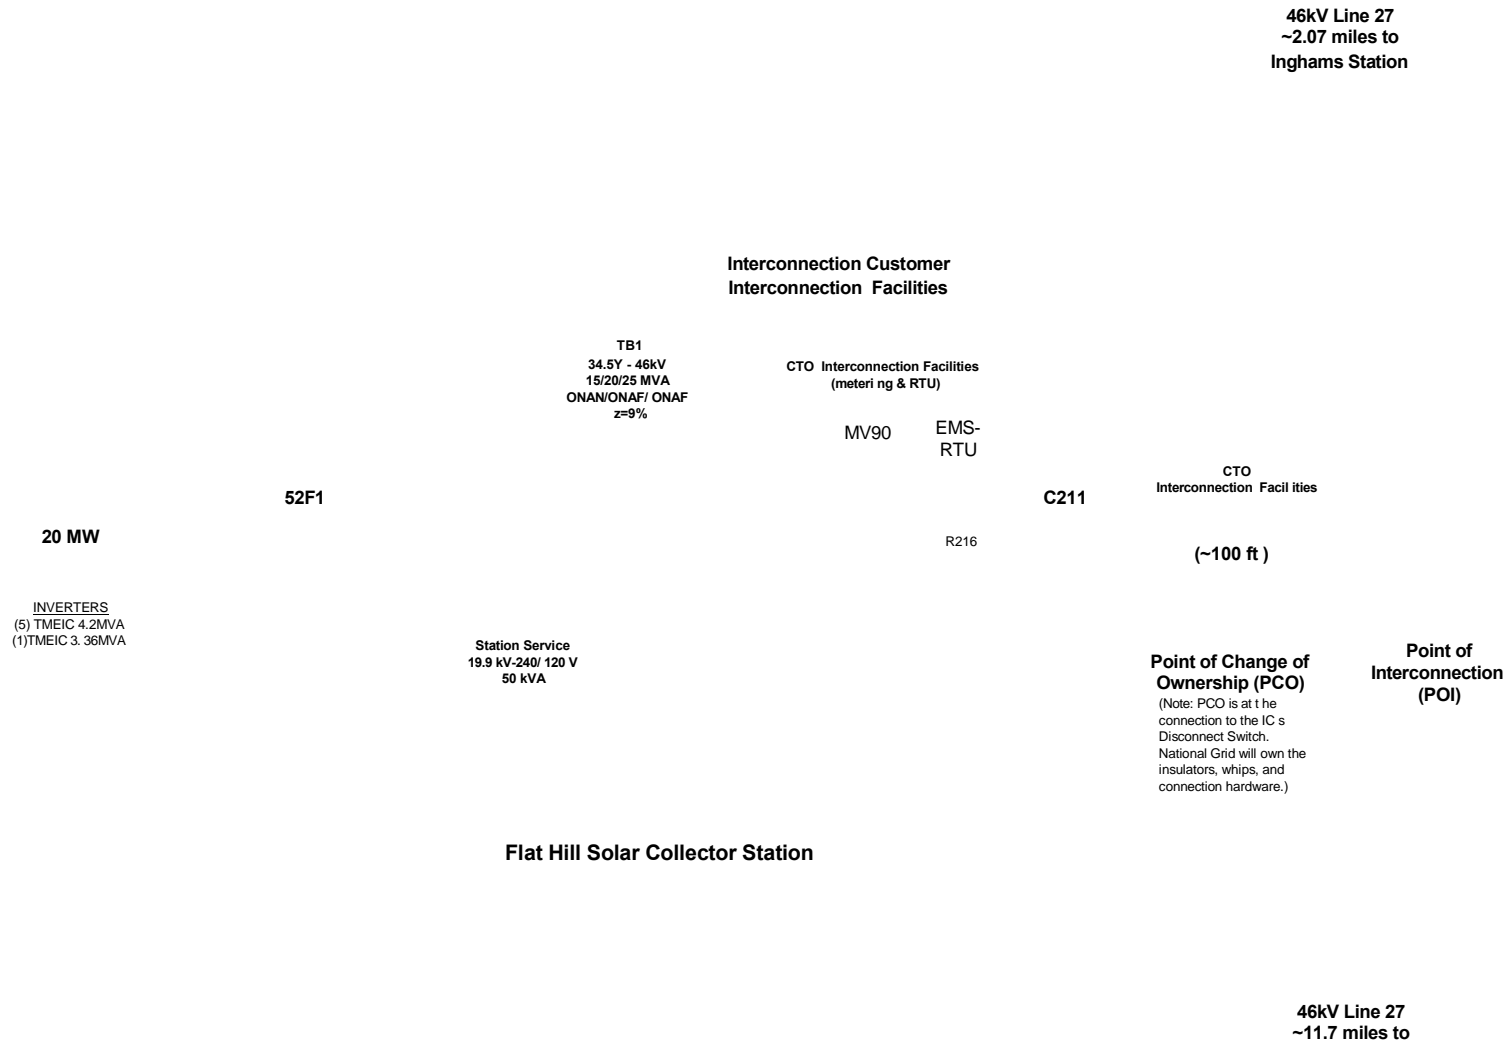 46kV Line 27
~2.07 miles to
Inghams Station
Interconnection Customer
Interconnection Facilities
TB1
34.5Y - 46kV
15/20/25 MVA
ONAN/ONAF/ ONAF
z=9%
CTO Interconnection Facilities
(meteri ng & RTU)
MV90
EMS-
RTU
CTO
Interconnection Facil ities
52F1
C211
20 MW
R216
(~100 ft )
INVERTERS
(5) TMEIC 4.2MVA
(1)TMEIC 3. 36MVA
Station Service
19.9 kV-240/ 120 V
50 kVA
Point of Change of
Ownership (PCO)
(Note: PCO is at t he
connection to the IC s
Disconnect Switch.
National Grid will own the
insulators, whips, and
connection hardware.)
Point of
Interconnection
(POI)
Flat Hill Solar Collector Station
46kV Line 27
~11.7 miles to